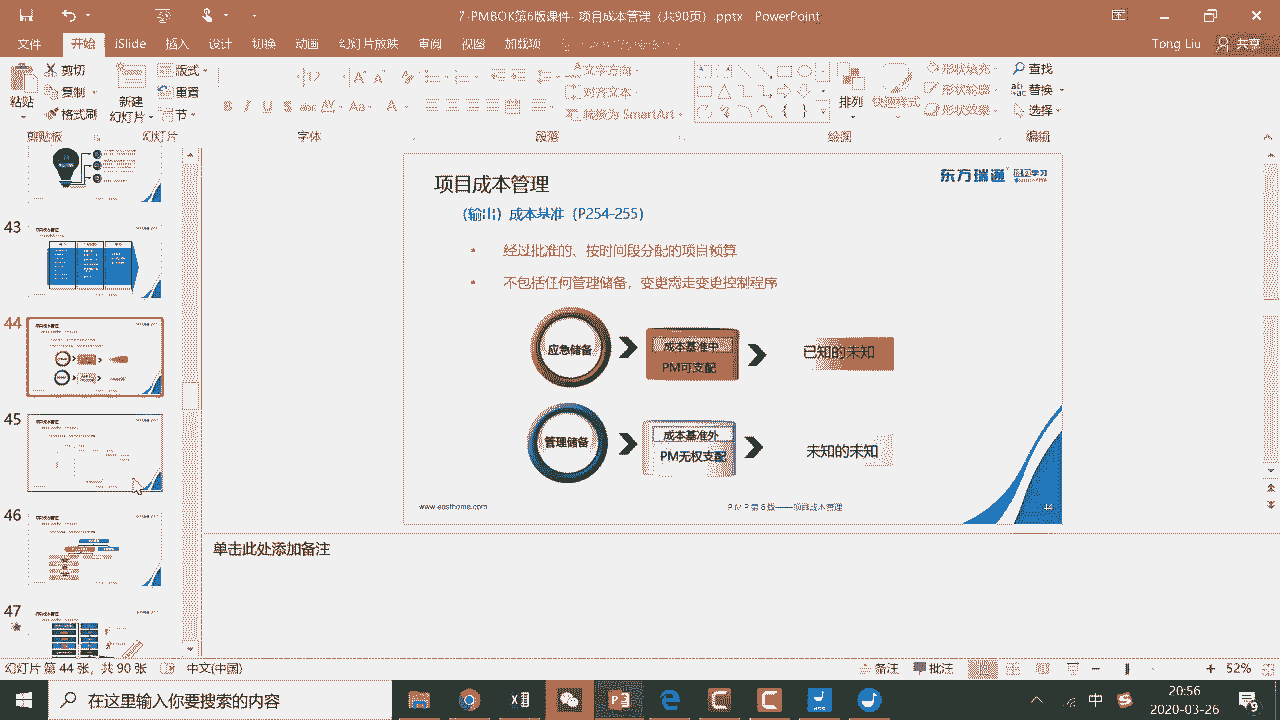 7-PMBOK第6版课件- 项目成本管理（共90页）.pptx - PowerPoint
文件 开始 iSlide 插入 设计 切换 动画 幻灯片放映 审阅 视图 加载项
Tong Liu 共享
粘贴 剪切 复制 格式刷
剪贴板
新建
幻灯片
版式
重置
节
幻灯片
12
B I U S abc AV Aa A
字体
文字方向
对齐文本
转换为 SmartArt
段落
排列
快速样式
形状填充
形状轮廓
形状效果
绘图
查找
替换
选择
编辑
43
44
45
46
47
项目成本管理
东方瑞通
学习
（输出）成本基准（P254-255）
• 经过批准的、按时间段分配的项目预算
• 不包括任何管理储备，变更需走变更控制程序
应急储备
成本基准中
PM可支配
已知的未知
管理储备
成本基准外
PM无权支配
未知的未知
www.easthome.com
PMP第6版——项目成本管理
44
单击此处添加备注
幻灯片 第 44 张，共 90 张 中文(中国)
备注 批注
52%
在这里输入你要搜索的内容
中
20:56
2020-03-26
9